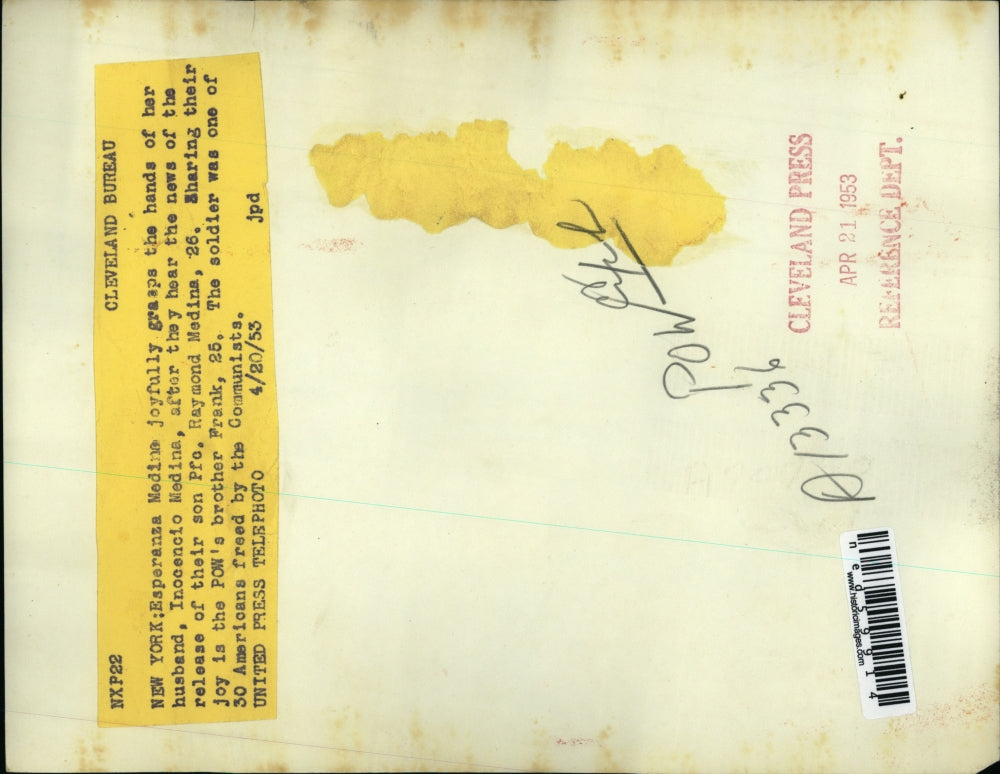 NXP22 CLEVELAND BUREAU
NEW YORK:Esperanza Medina joyfully grasps the hands of her
husband, Inocencio Medina, after they hear the news of the
release of their son Pfc. Raymond Medina, 26. Sharing their
joy is the POW's brother Frank, 25. The soldier was one of
30 Americans freed by the Communists.
UNITED PRESS TELEPHOTO 4/20/53 jpd
POW
A13336
CLEVELAND PRESS
APR 21 1953
REFERENCE DEPT.
www.historicimages.com